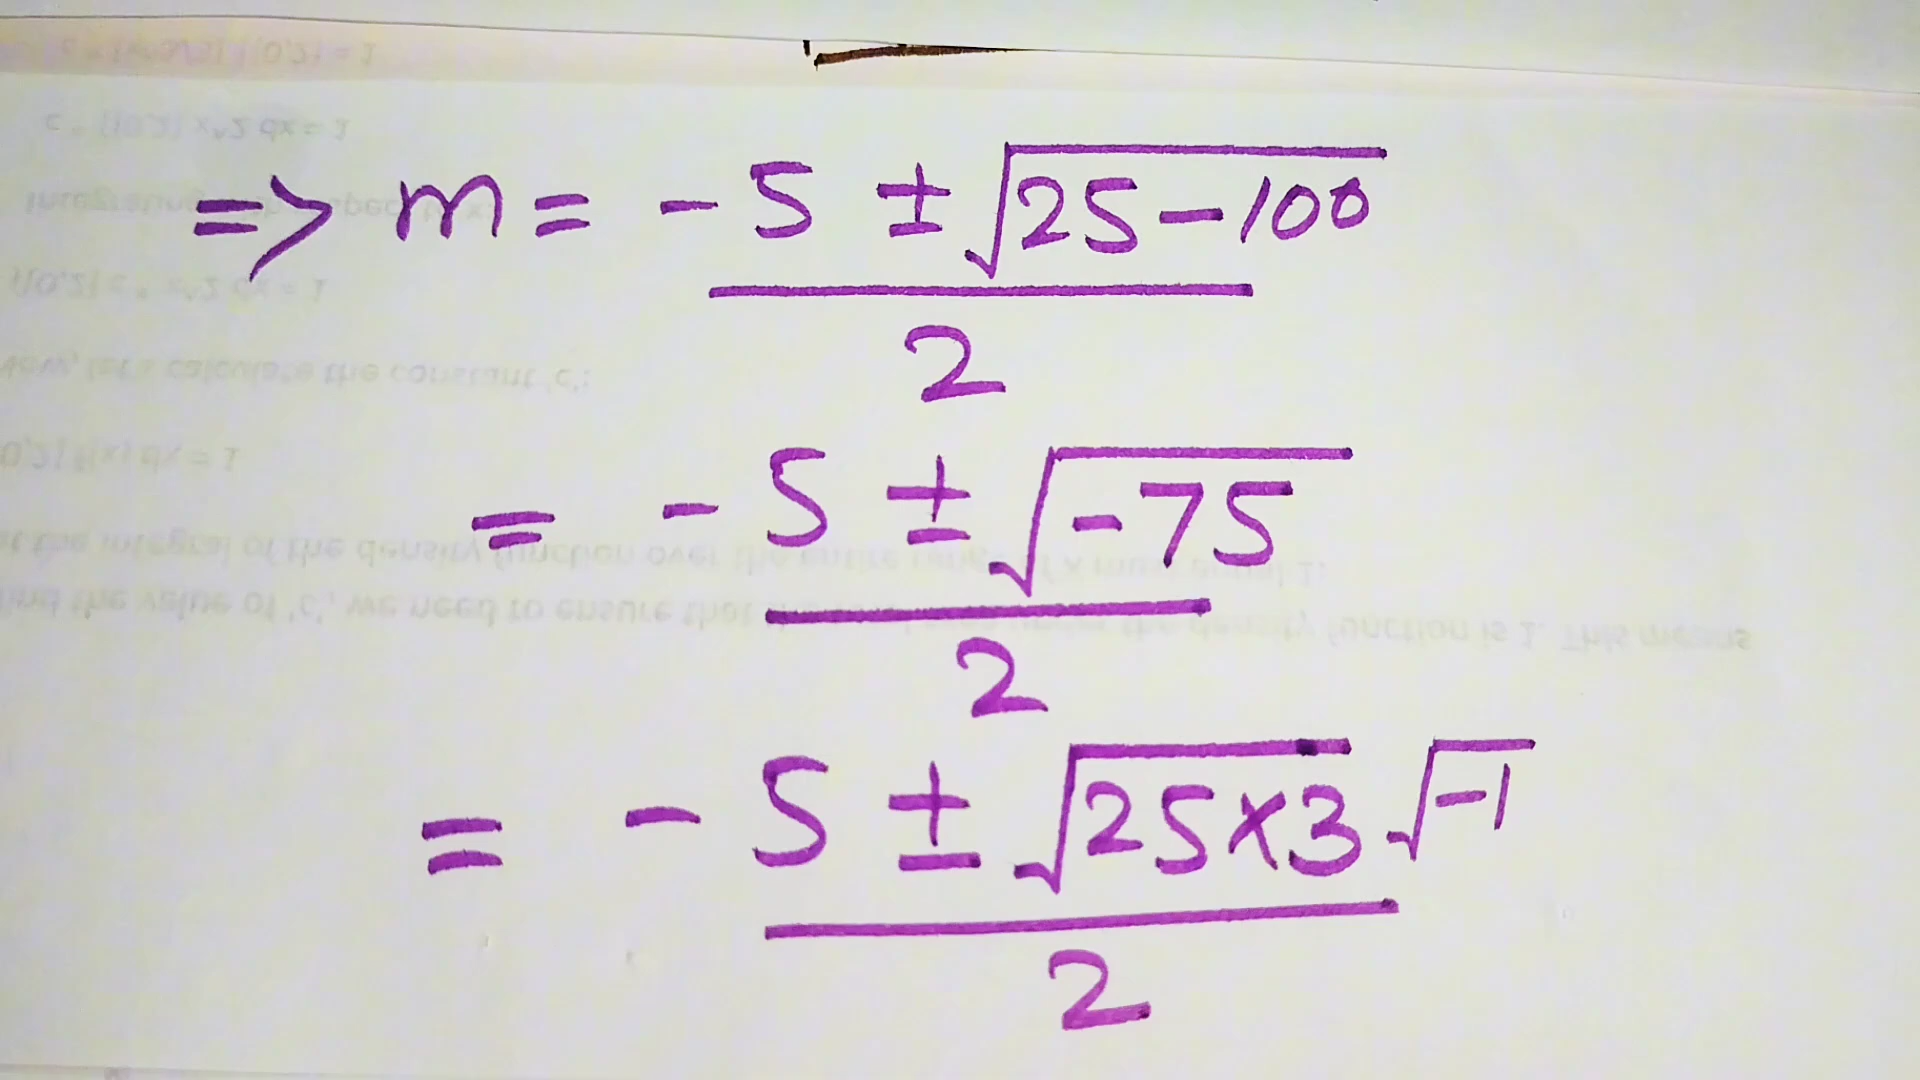 => m = - 5 ± √25 - 100
2
= - 5 ± √-75
2
= - 5 ± √25×3 √-1
2